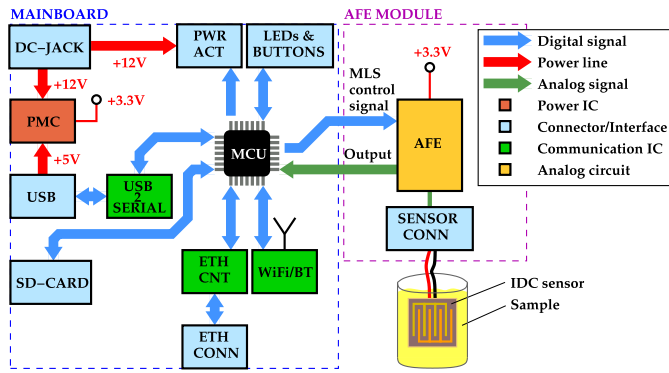 MAINBOARD
AFE MODULE
DC–JACK
+12V
PWR
ACT
LEDs &
BUTTONS
+12V
+3.3V
PMC
+5V
USB
USB
2
SERIAL
MCU
MLS
control
signal
Output
+3.3V
AFE
SENSOR
CONN
SD–CARD
ETH
CNT
WiFi/BT
ETH
CONN
IDC sensor
Sample
Digital signal
Power line
Analog signal
Power IC
Connector/Interface
Communication IC
Analog circuit